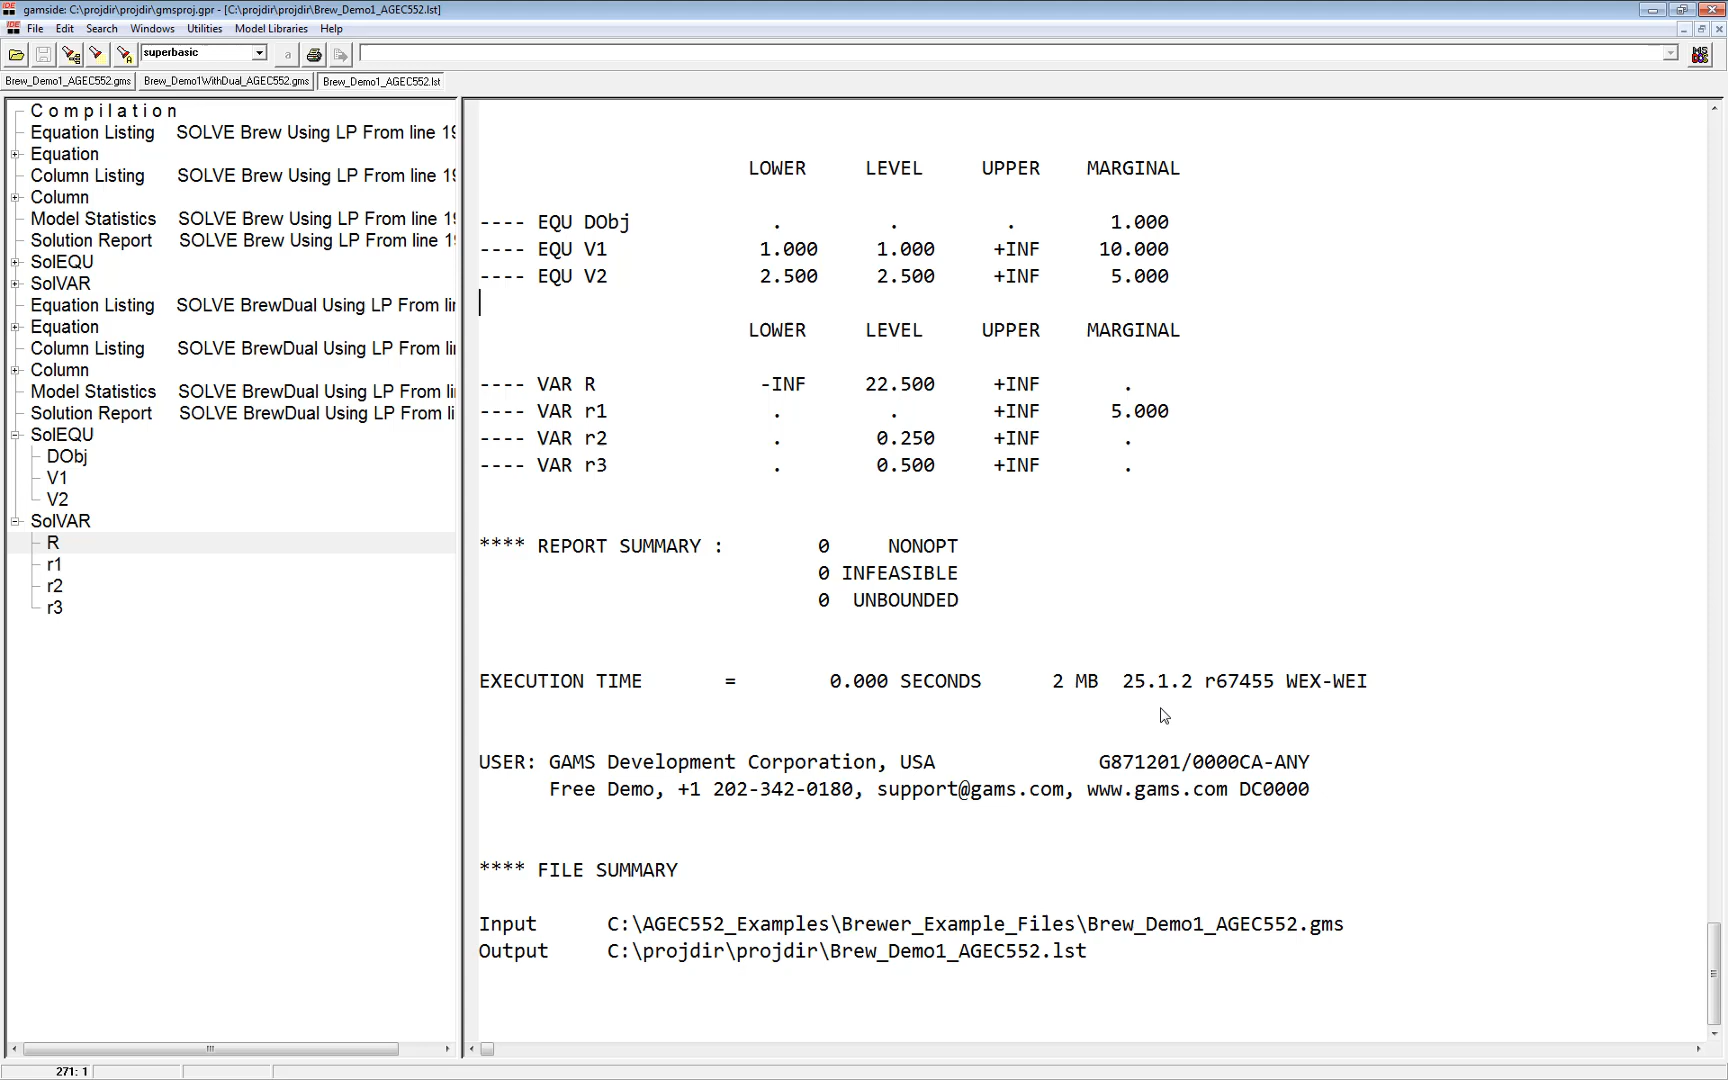 gamside: C:\projdir\projdir\gmsproj.gpr - [C:\projdir\projdir\Brew_Demo1_AGEC552.lst]
File Edit Search Windows Utilities Model Libraries Help
superbasic
Brew_Demo1_AGEC552.gms Brew_Demo1WithDual_AGEC552.gms Brew_Demo1_AGEC552.lst
C o m p i l a t i o n
Equation Listing SOLVE Brew Using LP From line 19
Equation
Column Listing SOLVE Brew Using LP From line 19
Column
Model Statistics SOLVE Brew Using LP From line 19
Solution Report SOLVE Brew Using LP From line 19
SolEQU
SolVAR
Equation Listing SOLVE BrewDual Using LP From lin
Equation
Column Listing SOLVE BrewDual Using LP From lin
Column
Model Statistics SOLVE BrewDual Using LP From lin
Solution Report SOLVE BrewDual Using LP From li
SolEQU
DObj
V1
V2
SolVAR
R
r1
r2
r3
LOWER LEVEL UPPER MARGINAL
---- EQU DObj . . . 1.000
---- EQU V1 1.000 1.000 +INF 10.000
---- EQU V2 2.500 2.500 +INF 5.000
LOWER LEVEL UPPER MARGINAL
---- VAR R -INF 22.500 +INF .
---- VAR r1 . . +INF 5.000
---- VAR r2 . 0.250 +INF .
---- VAR r3 . 0.500 +INF .
**** REPORT SUMMARY : 0 NONOPT
0 INFEASIBLE
0 UNBOUNDED
EXECUTION TIME = 0.000 SECONDS 2 MB 25.1.2 r67455 WEX-WEI
USER: GAMS Development Corporation, USA G871201/0000CA-ANY
Free Demo, +1 202-342-0180, support@gams.com, www.gams.com DC0000
**** FILE SUMMARY
Input C:\AGEC552_Examples\Brewer_Example_Files\Brew_Demo1_AGEC552.gms
Output C:\projdir\projdir\Brew_Demo1_AGEC552.lst
271: 1